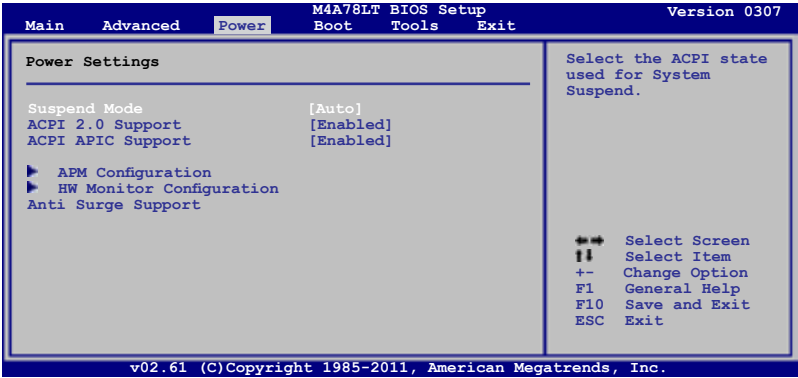 M4A78LT BIOS Setup Version 0307
Main Advanced Power Boot Tools Exit
Power Settings
Suspend Mode [Auto]
ACPI 2.0 Support [Enabled]
ACPI APIC Support [Enabled]
APM Configuration
HW Monitor Configuration
Anti Surge Support
Select the ACPI state
used for System
Suspend.
←→ Select Screen
↑↓ Select Item
+- Change Option
F1 General Help
F10 Save and Exit
ESC Exit
v02.61 (C)Copyright 1985-2011, American Megatrends, Inc.